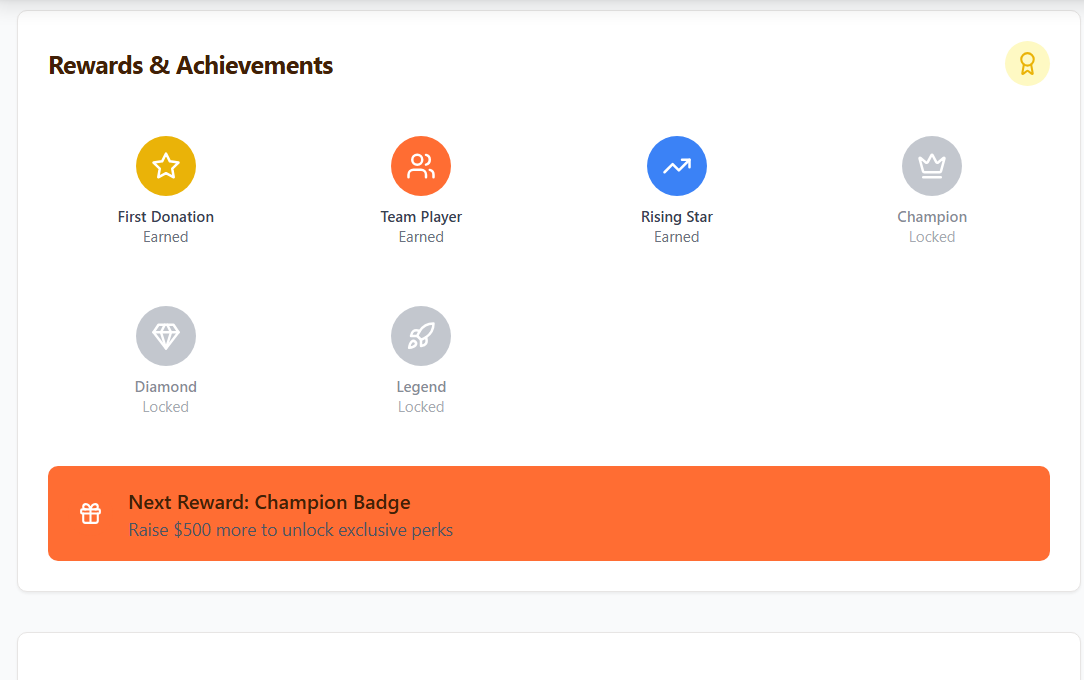 Rewards & Achievements
First Donation
Earned
Team Player
Earned
Rising Star
Earned
Champion
Locked
Diamond
Locked
Legend
Locked
Next Reward: Champion Badge
Raise $500 more to unlock exclusive perks